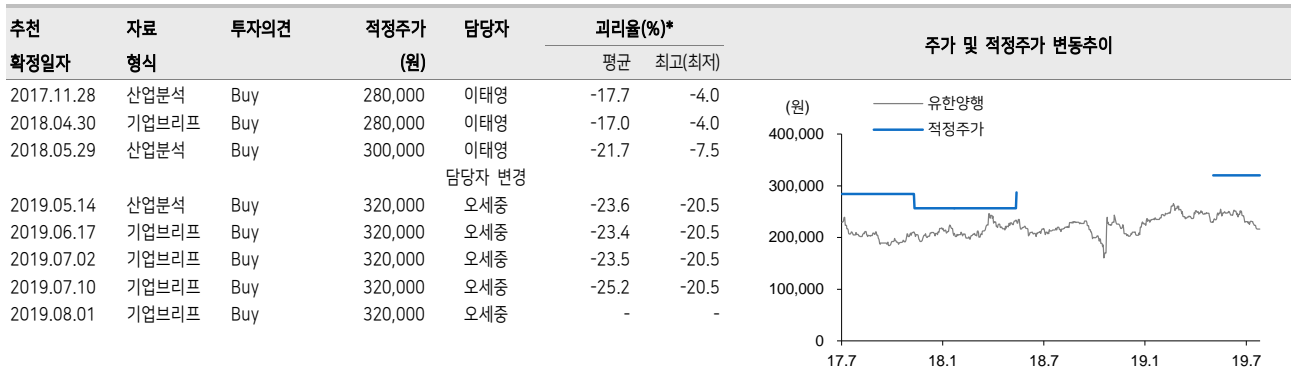 추천 자료 투자의견 적정주가 담당자 괴리율(%)*
확정일자 형식 (원) 평균 최고(최저)
2017.11.28 산업분석 Buy 280,000 이태영 -17.7 -4.0
2018.04.30 기업브리프 Buy 280,000 이태영 -17.0 -4.0
2018.05.29 산업분석 Buy 300,000 이태영 -21.7 -7.5
담당자 변경
2019.05.14 산업분석 Buy 320,000 오세중 -23.6 -20.5
2019.06.17 기업브리프 Buy 320,000 오세중 -23.4 -20.5
2019.07.02 기업브리프 Buy 320,000 오세중 -23.5 -20.5
2019.07.10 기업브리프 Buy 320,000 오세중 -25.2 -20.5
2019.08.01 기업브리프 Buy 320,000 오세중 - -
주가 및 적정주가 변동추이
(원)
유한양행
적정주가
400,000
300,000
200,000
100,000
0
17.7 18.1 18.7 19.1 19.7